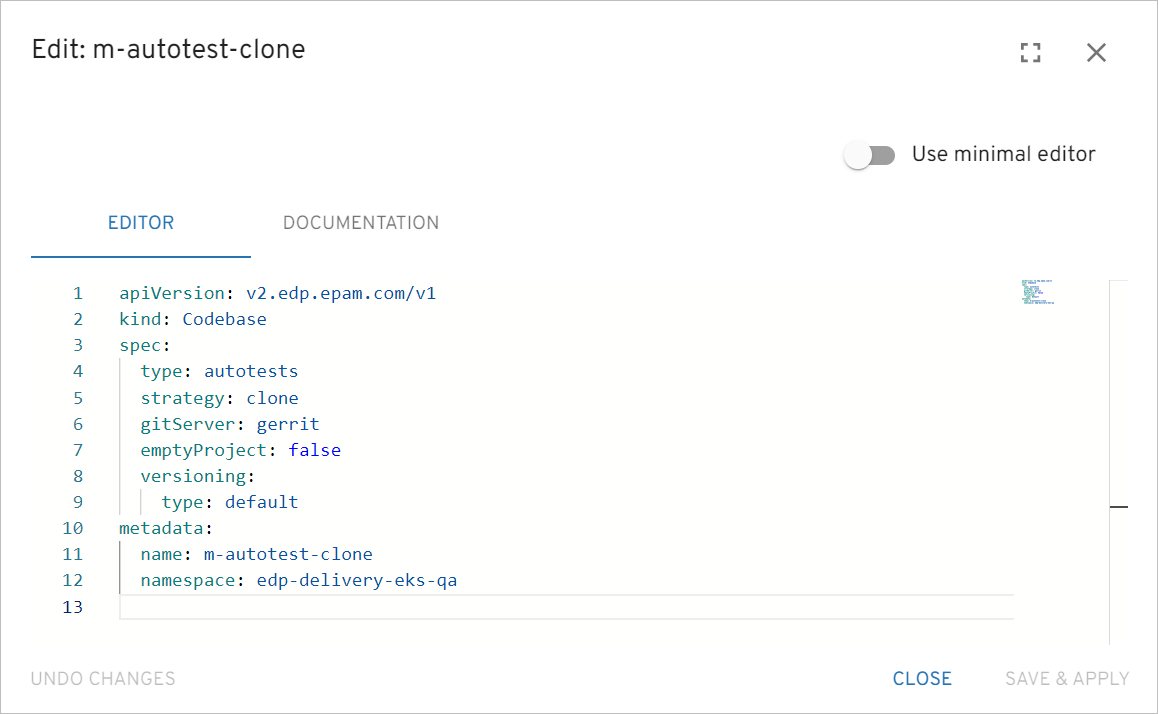 Edit: m-autotest-clone
Use minimal editor
EDITOR DOCUMENTATION
1 apiVersion: v2.edp.epam.com/v1
2 kind: Codebase
3 spec:
4 type: autotests
5 strategy: clone
6 gitServer: gerrit
7 emptyProject: false
8 versioning:
9 type: default
10 metadata:
11 name: m-autotest-clone
12 namespace: edp-delivery-eks-qa
13
UNDO CHANGES CLOSE SAVE & APPLY